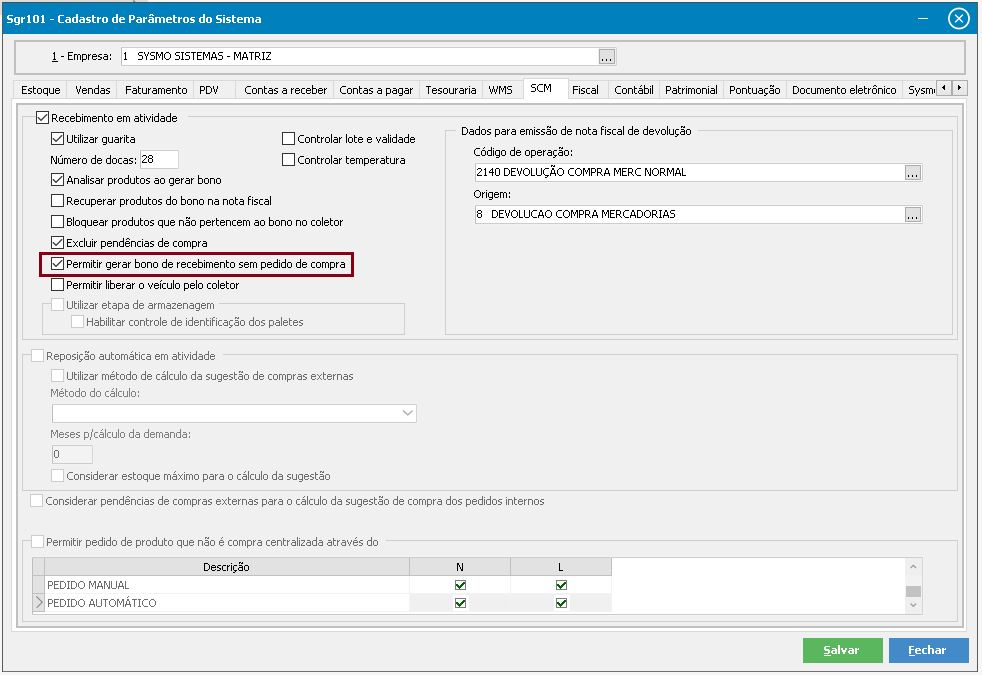 Sgr101 - Cadastro de Parâmetros do Sistema
1 - Empresa: 1 SYSMO SISTEMAS - MATRIZ ...
Estoque Vendas Faturamento PDV Contas a receber Contas a pagar Tesouraria WMS SCM Fiscal Contábil Patrimonial Pontuação Documento eletrônico Sysm
Recebimento em atividade
Utilizar guarita
Controlar lote e validade
Número de docas: 28
Controlar temperatura
Analisar produtos ao gerar bono
Recuperar produtos do bono na nota fiscal
Bloquear produtos que não pertencem ao bono no coletor
Excluir pendências de compra
Permitir gerar bono de recebimento sem pedido de compra
Permitir liberar o veículo pelo coletor
Utilizar etapa de armazenagem
Habilitar controle de identificação dos paletes
Dados para emissão de nota fiscal de devolução
Código de operação:
2140 DEVOLUÇÃO COMPRA MERC NORMAL ...
Origem:
8 DEVOLUCAO COMPRA MERCADORIAS ...
Reposição automática em atividade
Utilizar método de cálculo da sugestão de compras externas
Método do cálculo:
Meses p/cálculo da demanda:
0
Considerar estoque máximo para o cálculo da sugestão
Considerar pendências de compras externas para o cálculo da sugestão de compra dos pedidos internos
Permitir pedido de produto que não é compra centralizada através do
Descrição N L
PEDIDO MANUAL
PEDIDO AUTOMÁTICO
Salvar Fechar